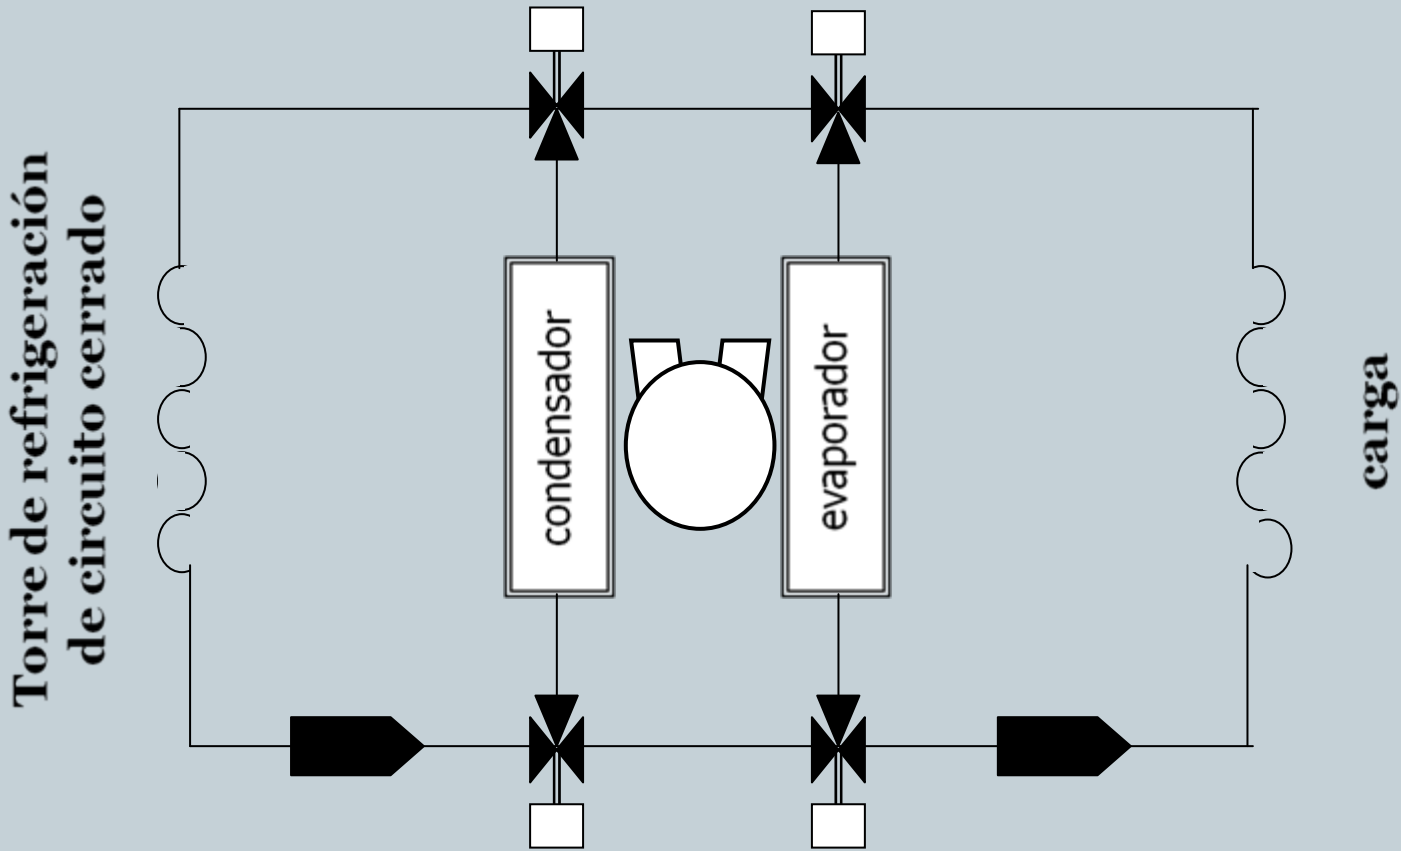 Torre de refrigeración
de circuito cerrado
condensador
evaporador
carga